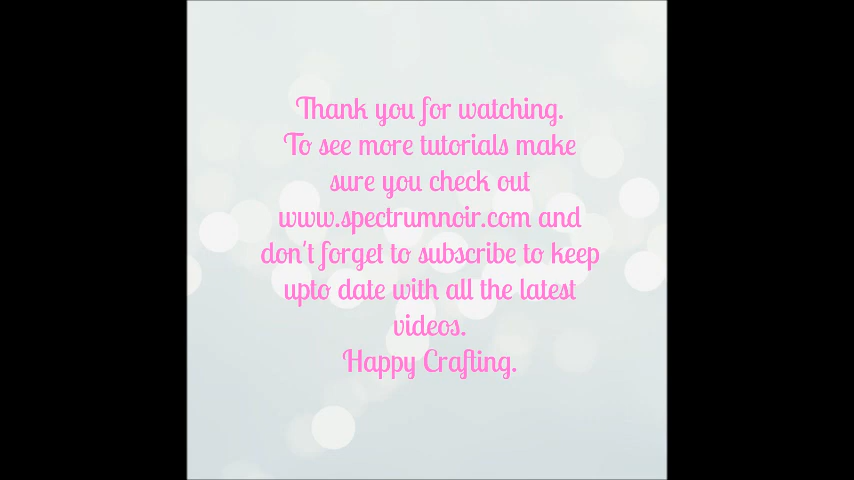 Thank you for watching.
To see more tutorials make
sure you check out
www.spectrumnoir.com and
don't forget to subscribe to keep
upto date with all the latest
videos.
Happy Crafting.